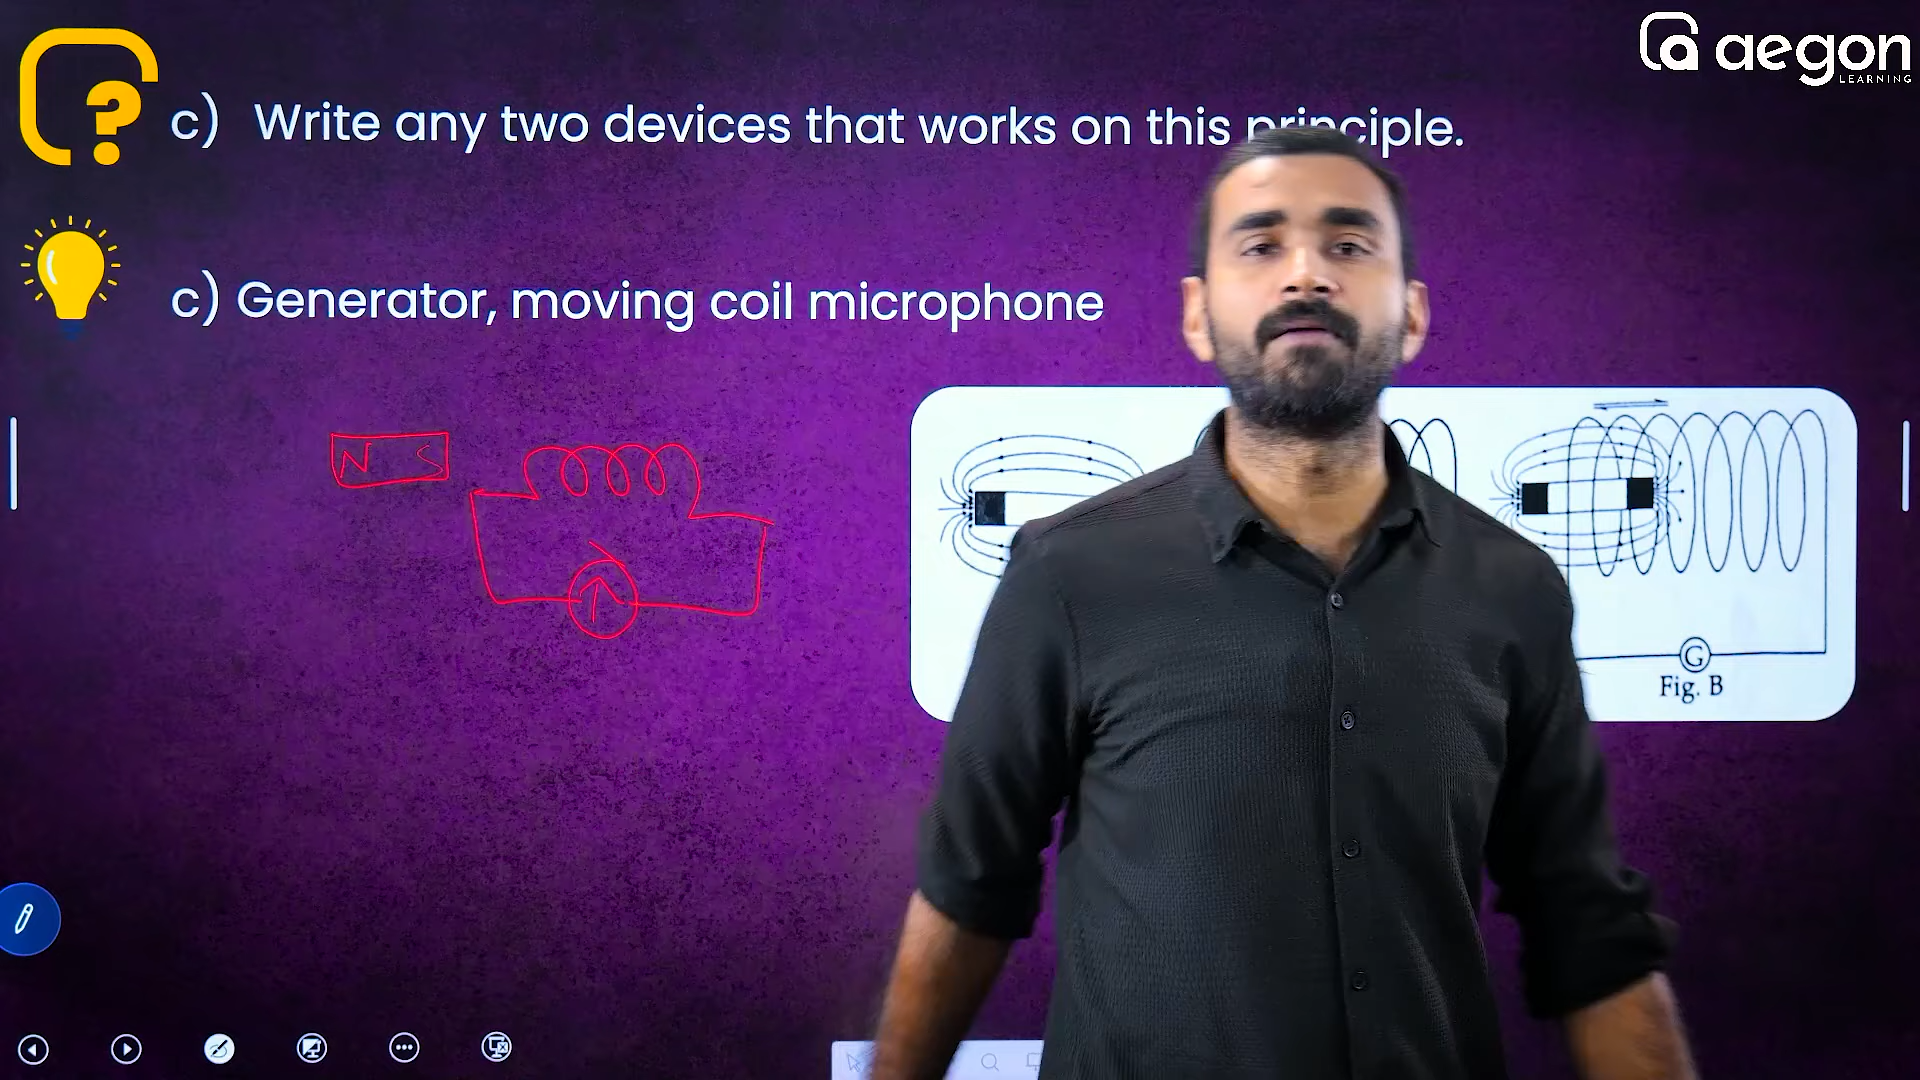 aegon
LEARNING
c) Write any two devices that works on this principle.
c) Generator, moving coil microphone
N S
G
Fig. B